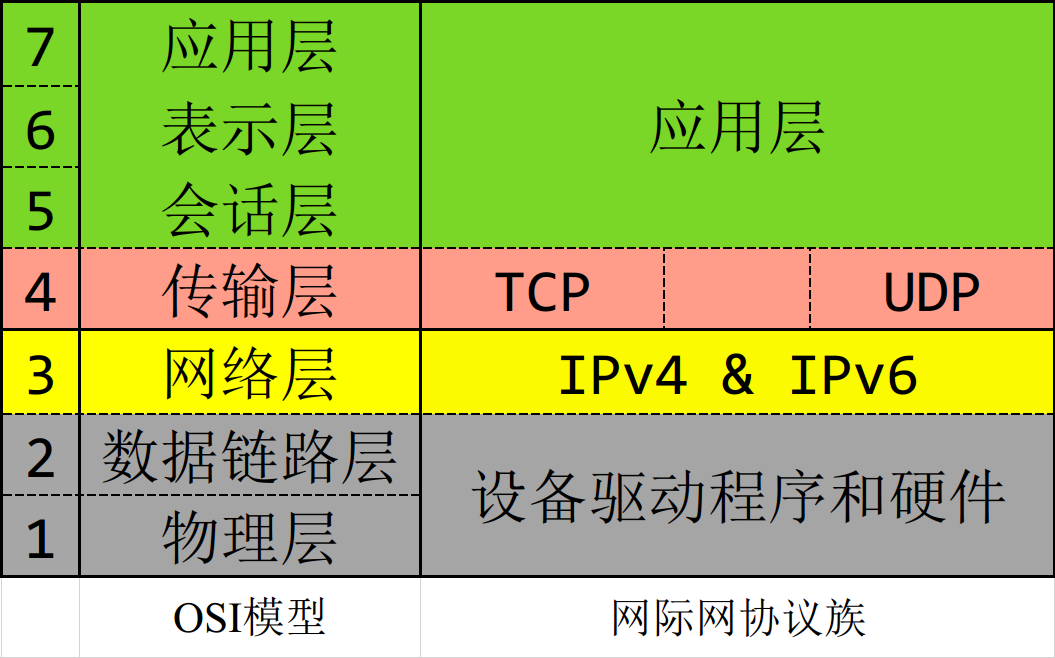 7 应用层
6 表示层 应用层
5 会话层
4 传输层 TCP UDP
3 网络层 IPv4 & IPv6
2 数据链路层
设备驱动程序和硬件
1 物理层
OSI模型 网际网协议族